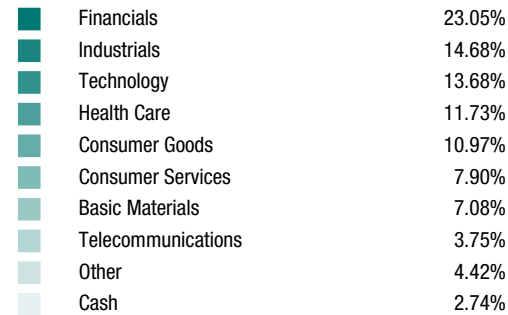 Financials 23.05%
Industrials 14.68%
Technology 13.68%
Health Care 11.73%
Consumer Goods 10.97%
Consumer Services 7.90%
Basic Materials 7.08%
Telecommunications 3.75%
Other 4.42%
Cash 2.74%